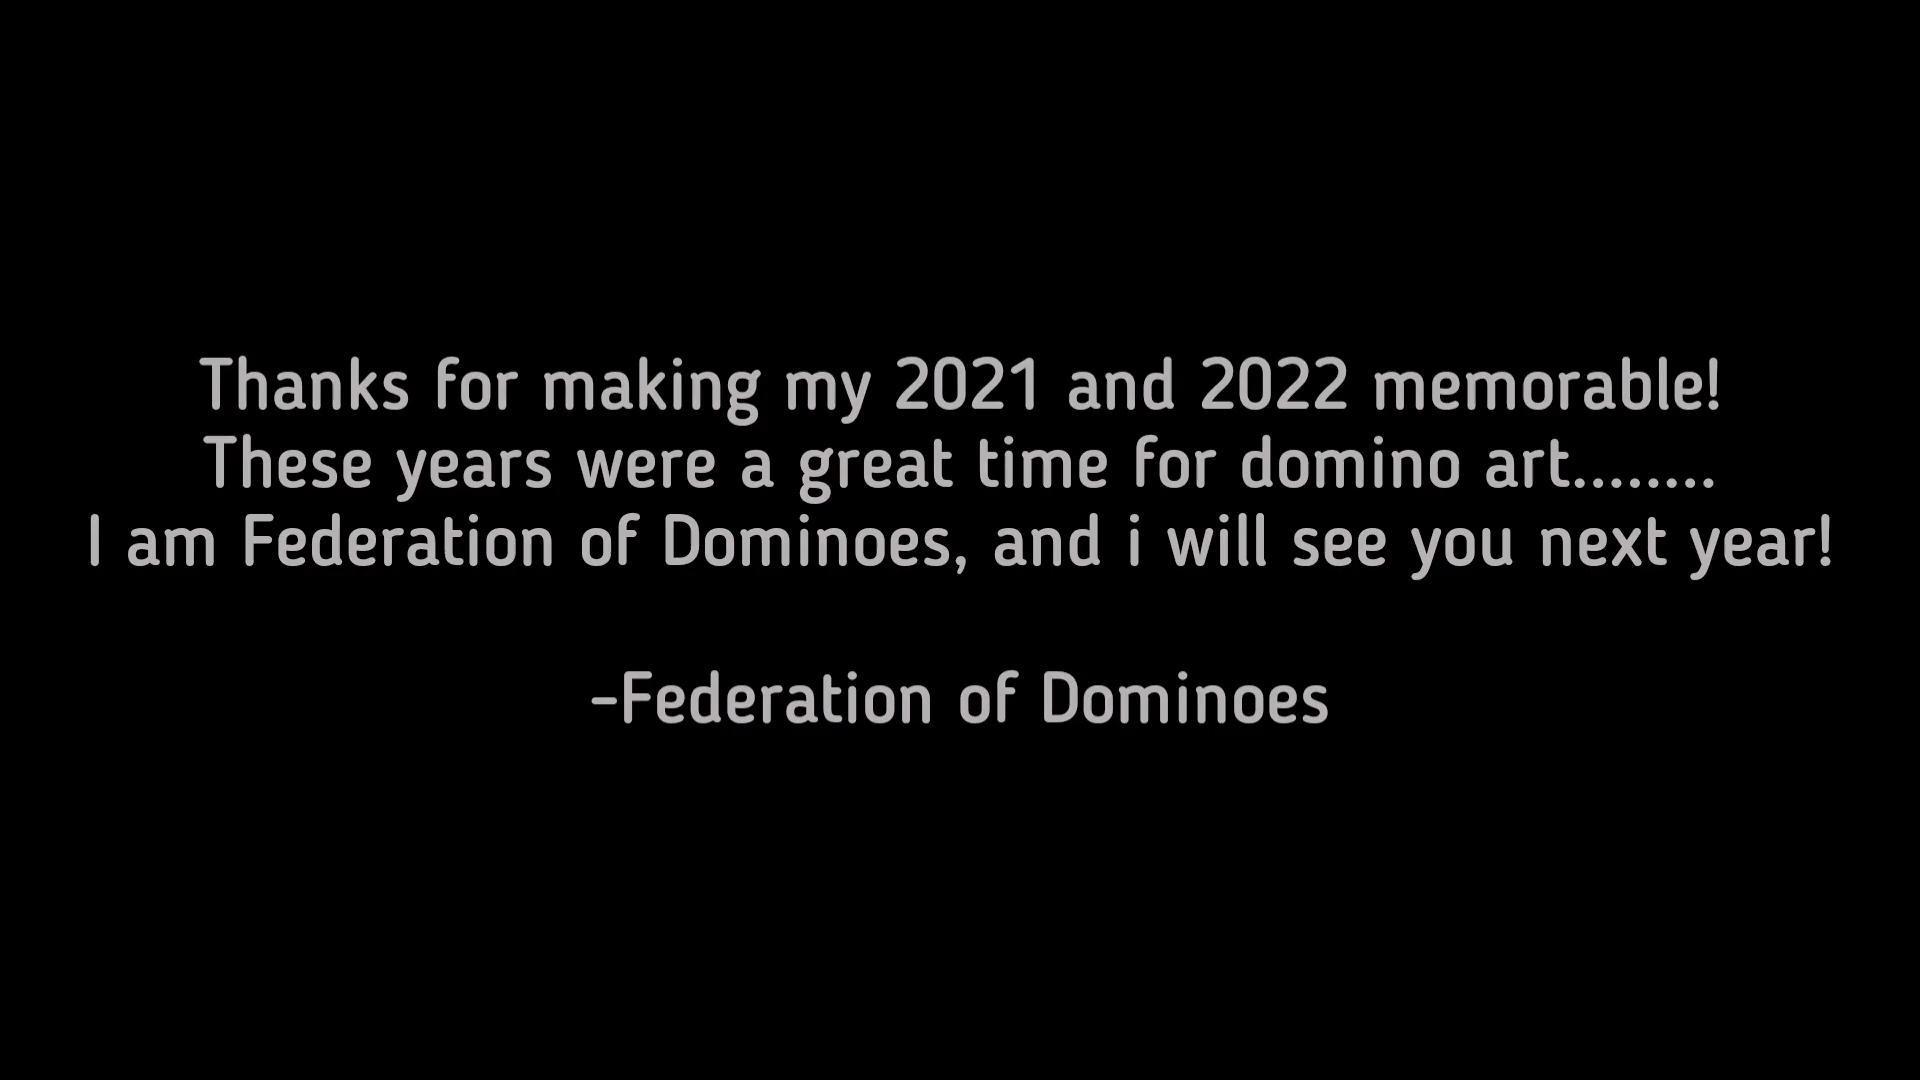 Thanks for making my 2021 and 2022 memorable!
These years were a great time for domino art........
I am Federation of Dominoes, and i will see you next year!
-Federation of Dominoes